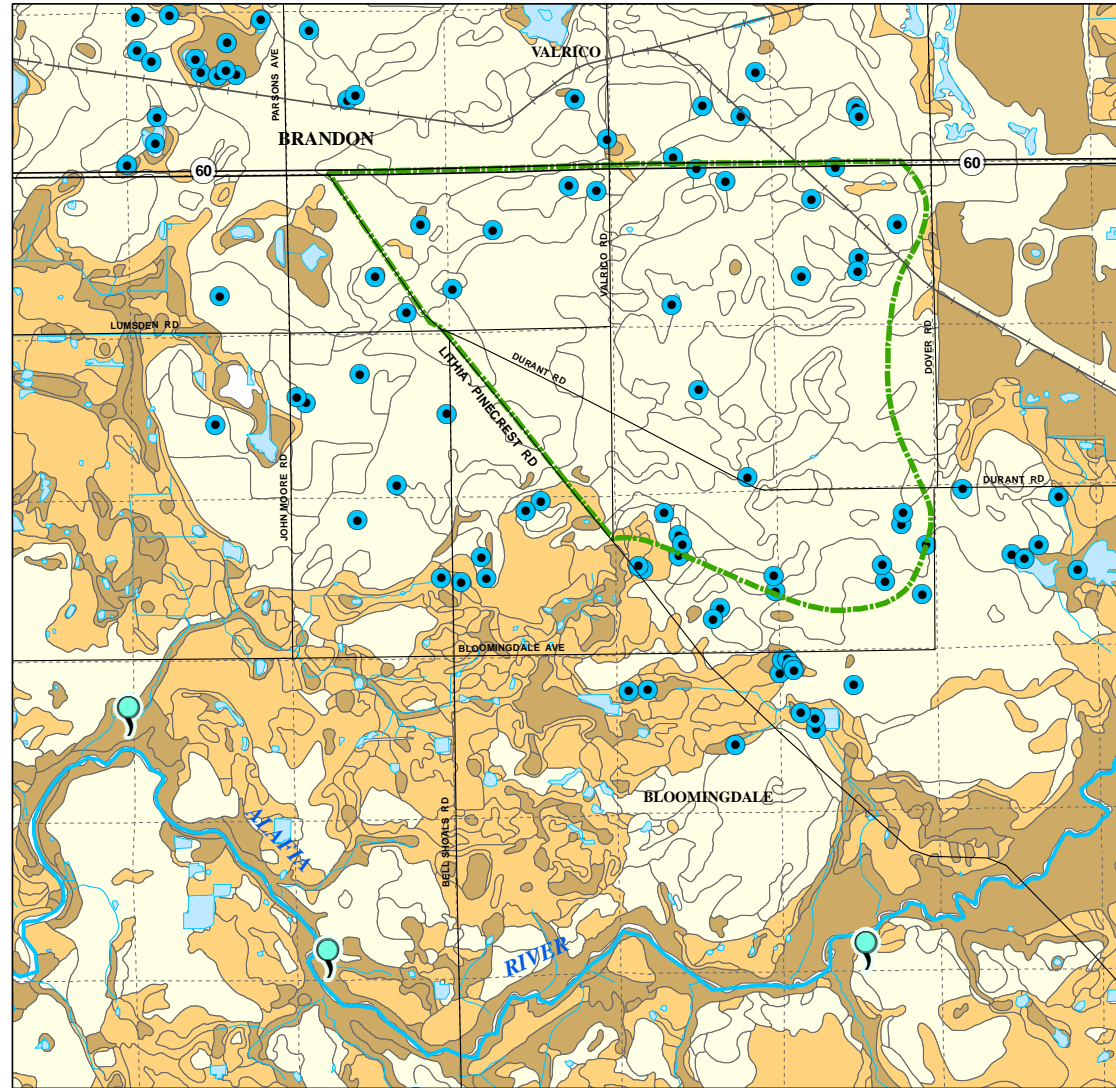 VALRICO
PARSONS AVE
BRANDON
60
60
VALRICO RD
LUMSDEN RD
DURANT RD
DOVER RD
LITHIA - PINECREST RD
JOHN MOORE RD
DURANT RD
BLOOMINGDALE AVE
BELL SHOALS RD
BLOOMINGDALE
ALAFIA
RIVER